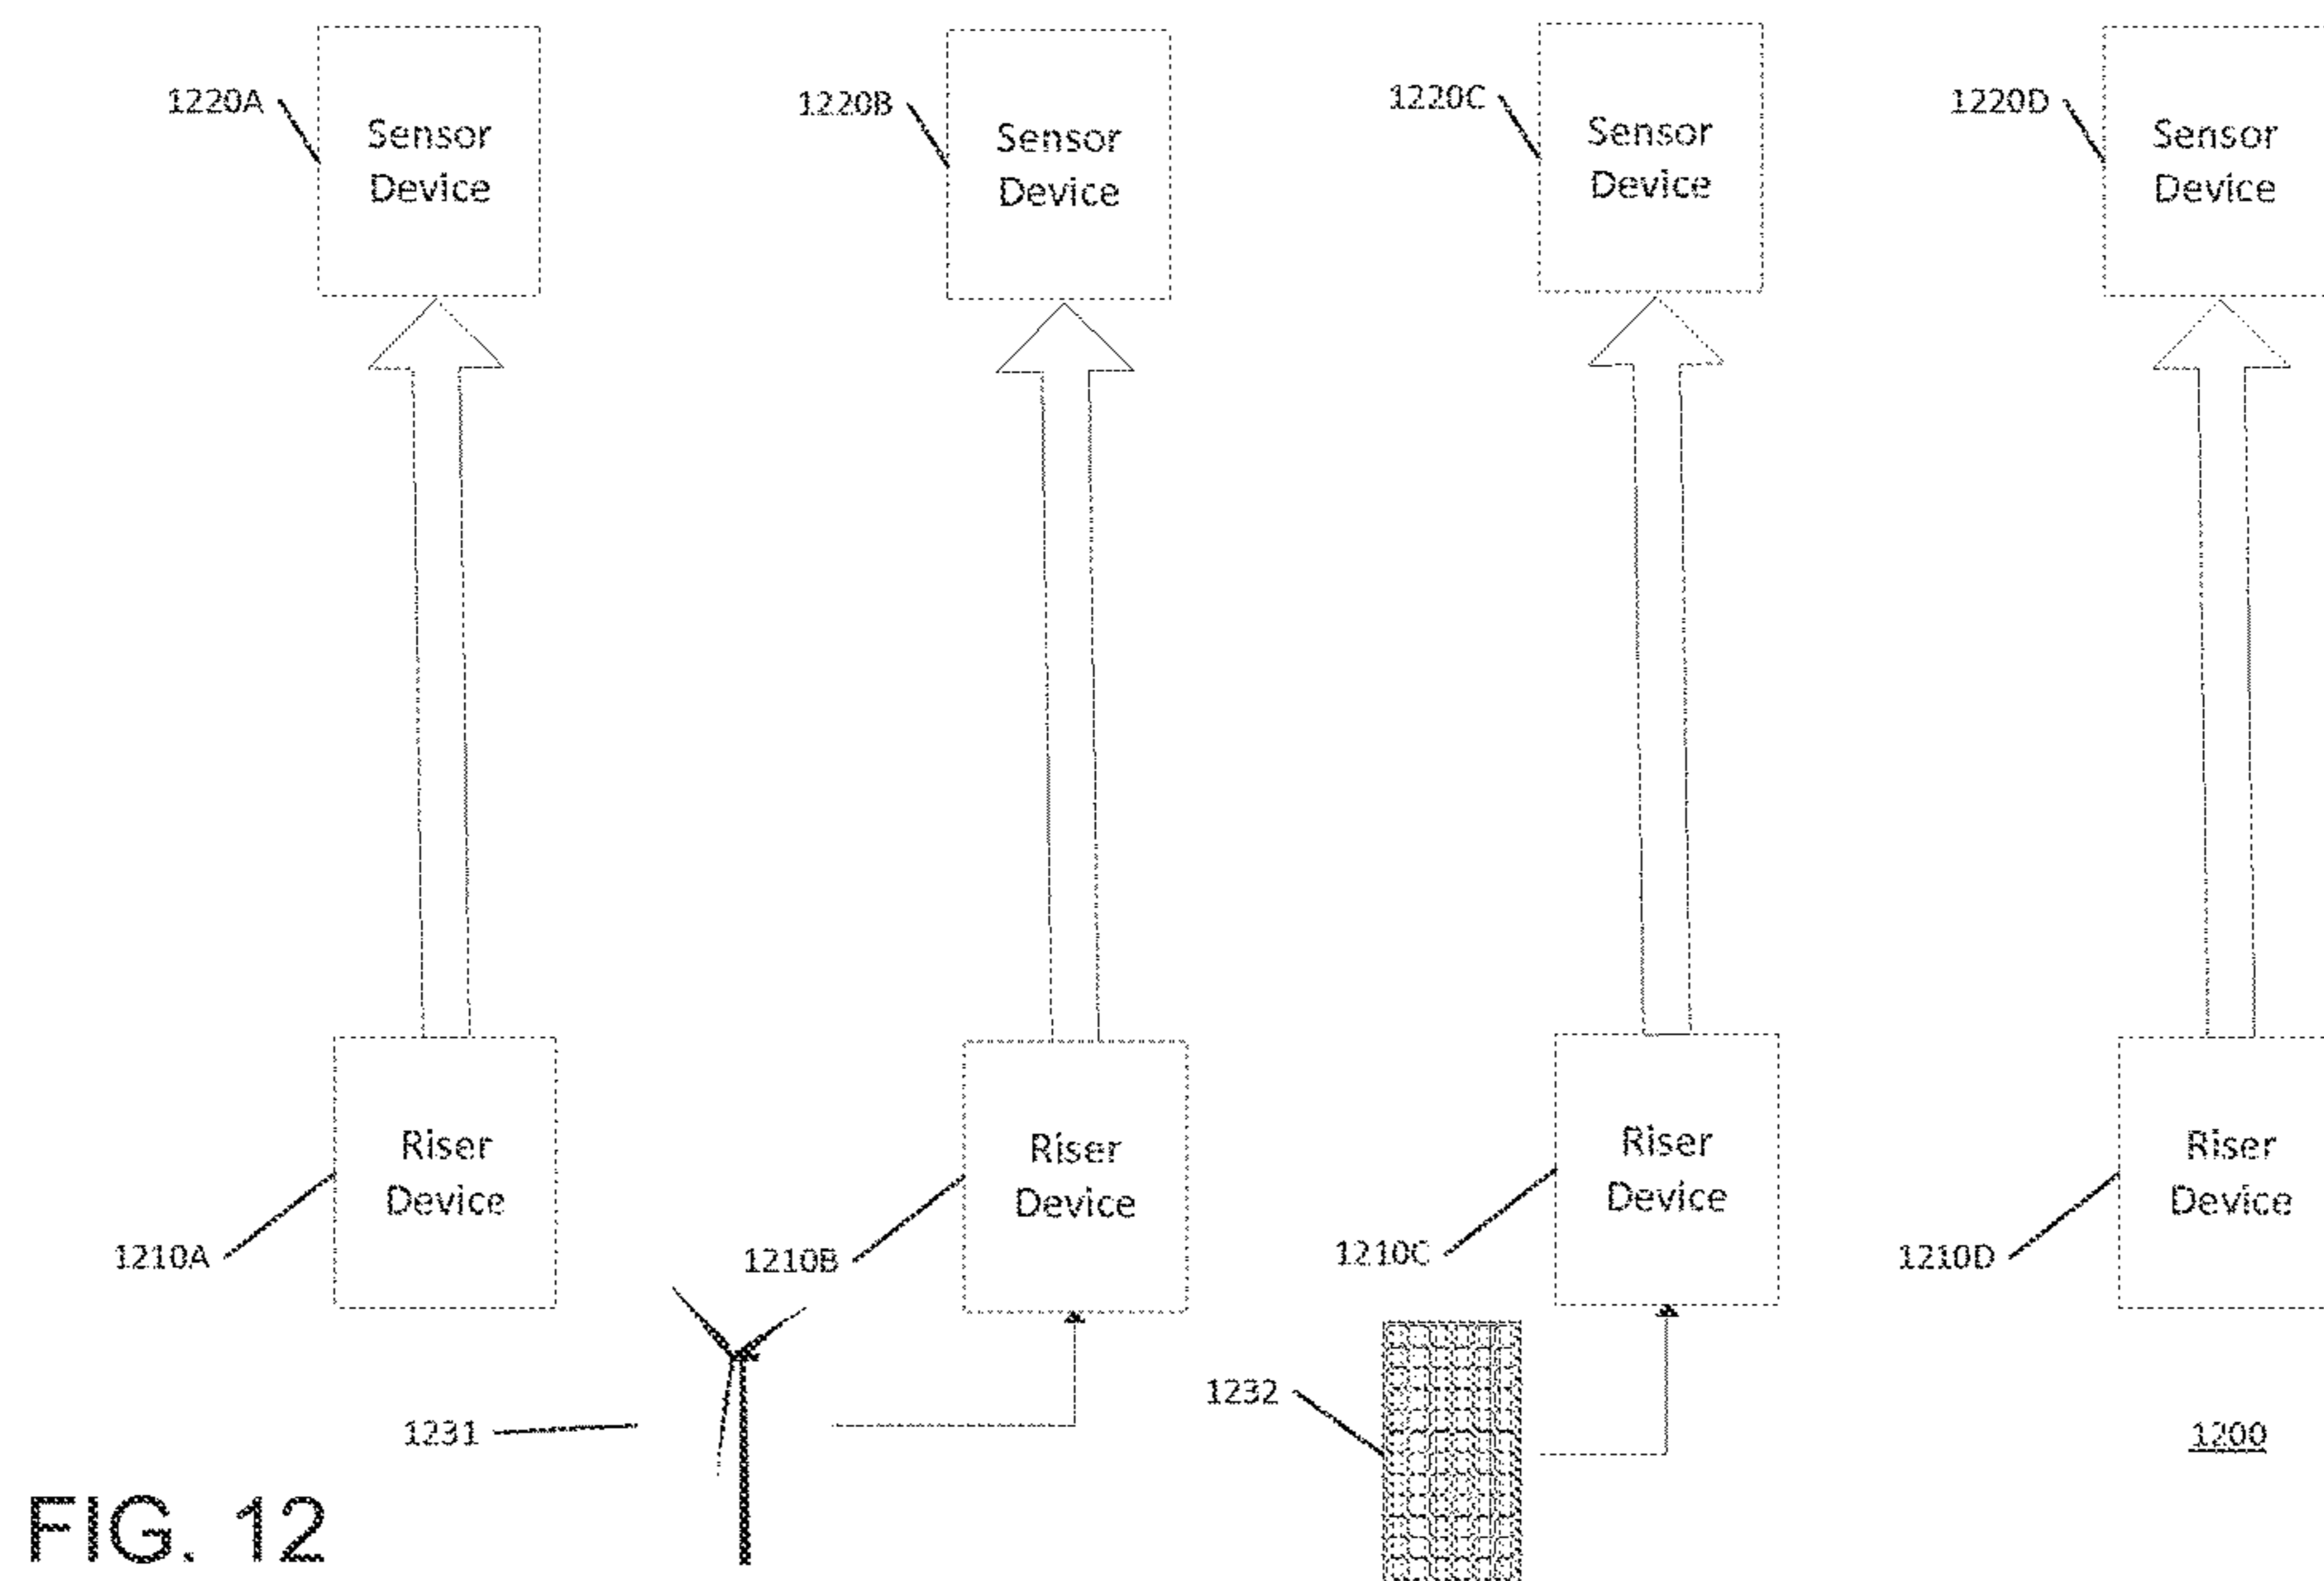 1220A
Sensor
Device
1220B
Sensor
Device
1220C
Sensor
Device
1220D
Sensor
Device
Riser
Device
1210A
Riser
Device
1210B
Riser
Device
1210C
Riser
Device
1210D
1231
1232
1200
FIG. 12